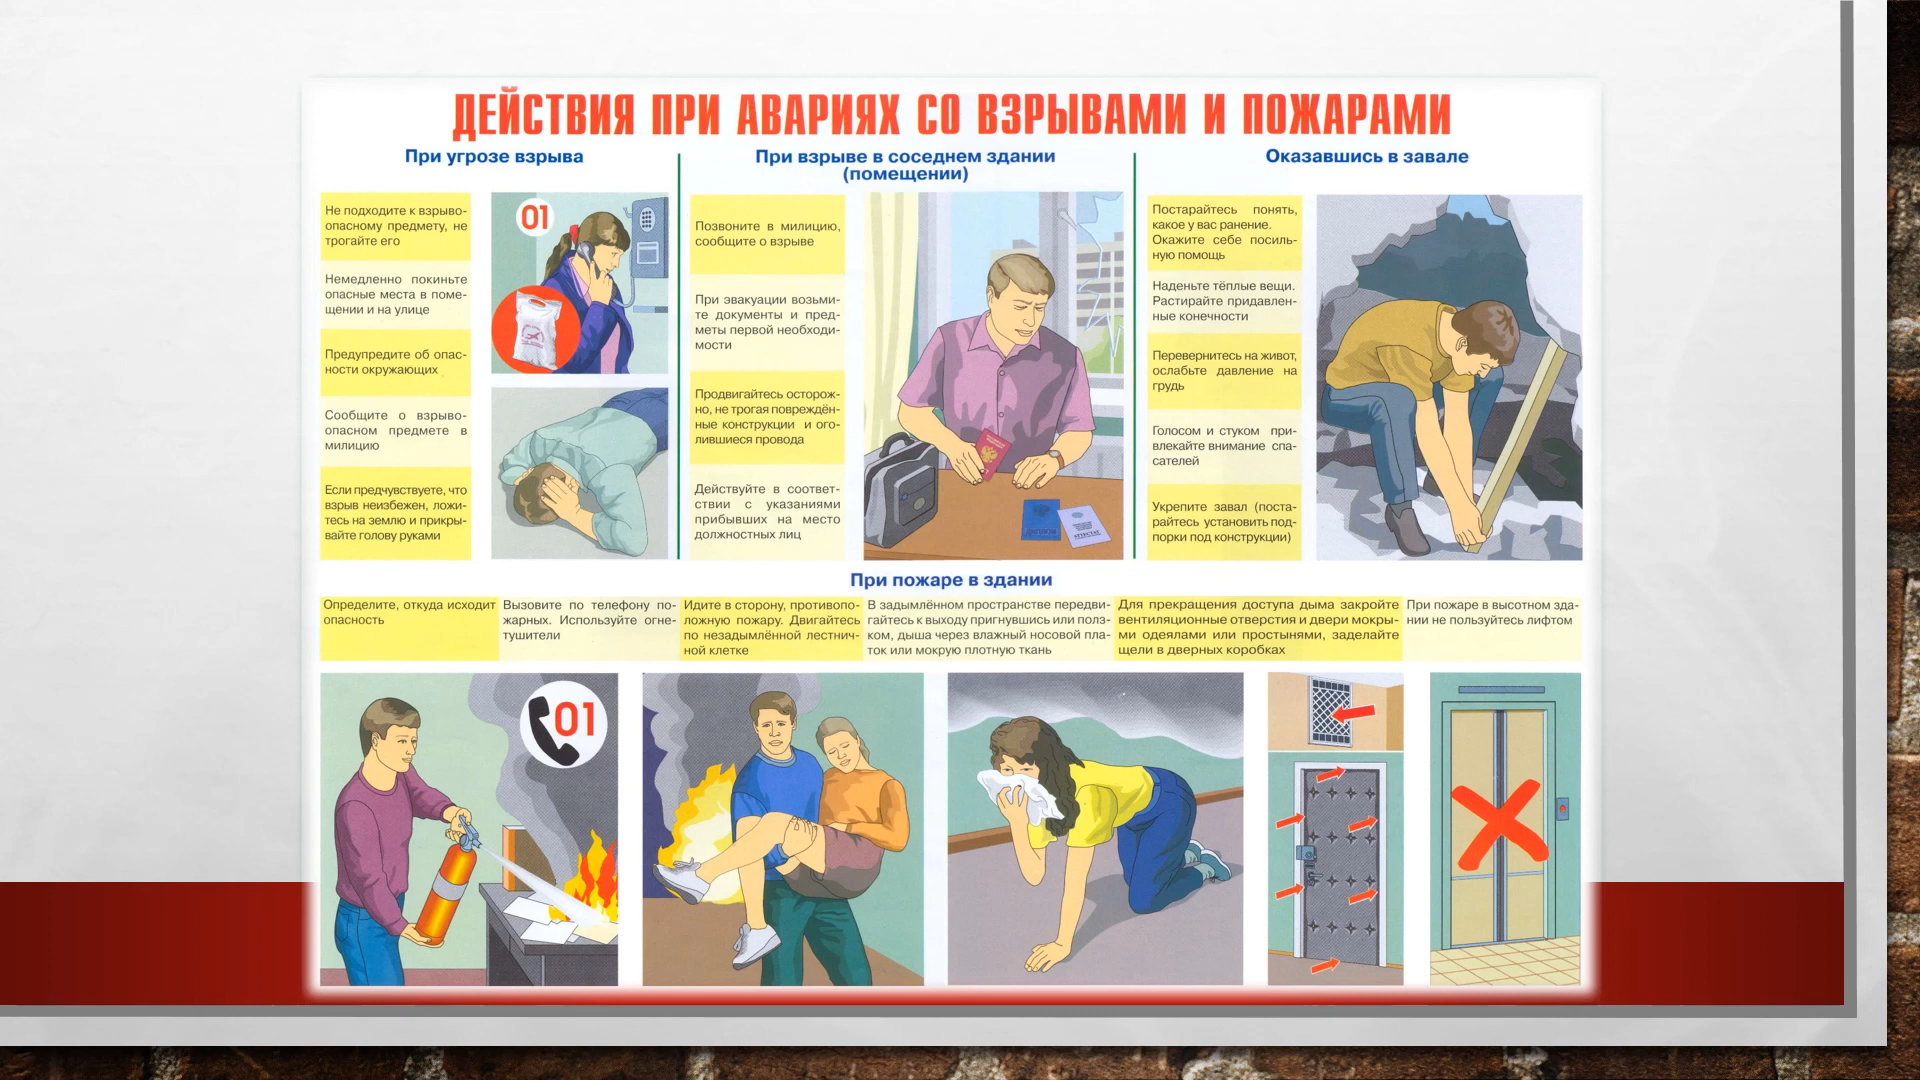 ДЕЙСТВИЯ ПРИ АВАРИЯХ СО ВЗРЫВАМИ И ПОЖАРАМИ
При угрозе взрыва
Не подходите к взрыво-
опасному предмету, не
трогайте его
Немедленно покиньте
опасные места в поме-
щении и на улице
Предупредите об опас-
ности окружающих
Сообщите о взрыво-
опасном предмете в
милицию
Если предчувствуете, что
взрыв неизбежен, ложи-
тесь на землю и прикры-
вайте голову руками
01
При взрыве в соседнем здании
(помещении)
Позвоните в милицию,
сообщите о взрыве
При эвакуации возьми-
те документы и пред-
меты первой необходи-
мости
Продвигайтесь осторож-
но, не трогая повреждён-
ные конструкции и ого-
лившиеся провода
Действуйте в соответ-
ствии с указаниями
прибывших на место
должностных лиц
ДИПЛОМ
АТТЕСТАТ
Оказавшись в завале
Постарайтесь понять,
какое у вас ранение.
Окажите себе посиль-
ную помощь
Наденьте тёплые вещи.
Растирайте придавлен-
ные конечности
Перевернитесь на живот,
ослабьте давление на
грудь
Голосом и стуком при-
влекайте внимание спа-
сателей
Укрепите завал (поста-
райтесь установить под-
порки под конструкции)
При пожаре в здании
Определите, откуда исходит
опасность
Вызовите по телефону по-
жарных. Используйте огне-
тушители
Идите в сторону, противопо-
ложную пожару. Двигайтесь
по незадымлённой лестнич-
ной клетке
В задымлённом пространстве передви-
гайтесь к выходу пригнувшись или полз-
ком, дыша через влажный носовой пла-
ток или мокрую плотную ткань
Для прекращения доступа дыма закройте
вентиляционные отверстия и двери мокры-
ми одеялами или простынями, заделайте
щели в дверных коробках
При пожаре в высотном зда-
нии не пользуйтесь лифтом
01